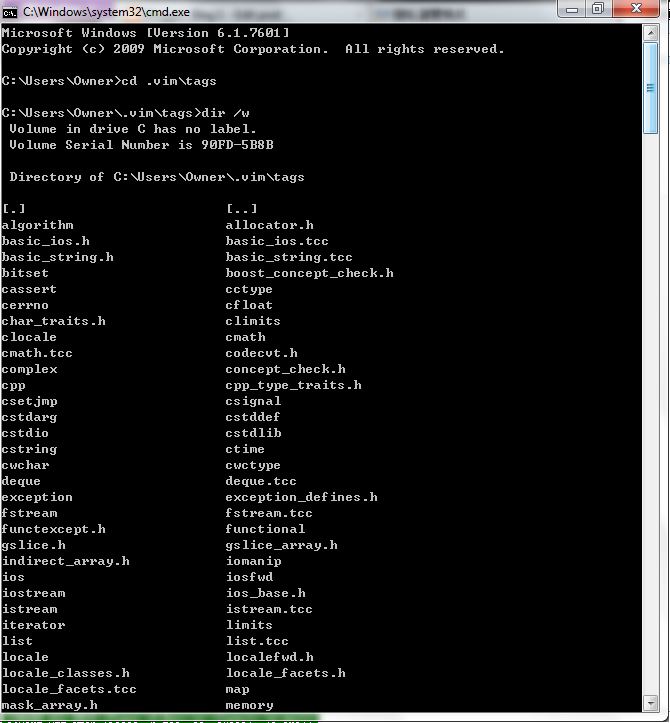 C:\Windows\system32\cmd.exe
Microsoft Windows [Version 6.1.7601]
Copyright (c) 2009 Microsoft Corporation.  All rights reserved.
C:\Users\Owner>cd .vim\tags
C:\Users\Owner\.vim\tags>dir /w
Volume in drive C has no label.
Volume Serial Number is 90FD-5B8B
Directory of C:\Users\Owner\.vim\tags
[.] [..]
algorithm allocator.h
basic_ios.h basic_ios.tcc
basic_string.h basic_string.tcc
bitset boost_concept_check.h
cassert cctype
cerrno cfloat
char_traits.h climits
clocale cmath
cmath.tcc codecvt.h
complex concept_check.h
cpp cpp_type_traits.h
csetjmp csignal
cstdarg cstddef
cstdio cstdlib
cstring ctime
cwchar cwctype
deque deque.tcc
exception exception_defines.h
fstream fstream.tcc
functexcept.h functional
gslice.h gslice_array.h
indirect_array.h iomanip
ios iosfwd
iostream ios_base.h
istream istream.tcc
iterator limits
list list.tcc
locale localefwd.h
locale_classes.h locale_facets.h
locale_facets.tcc map
mask_array.h memory